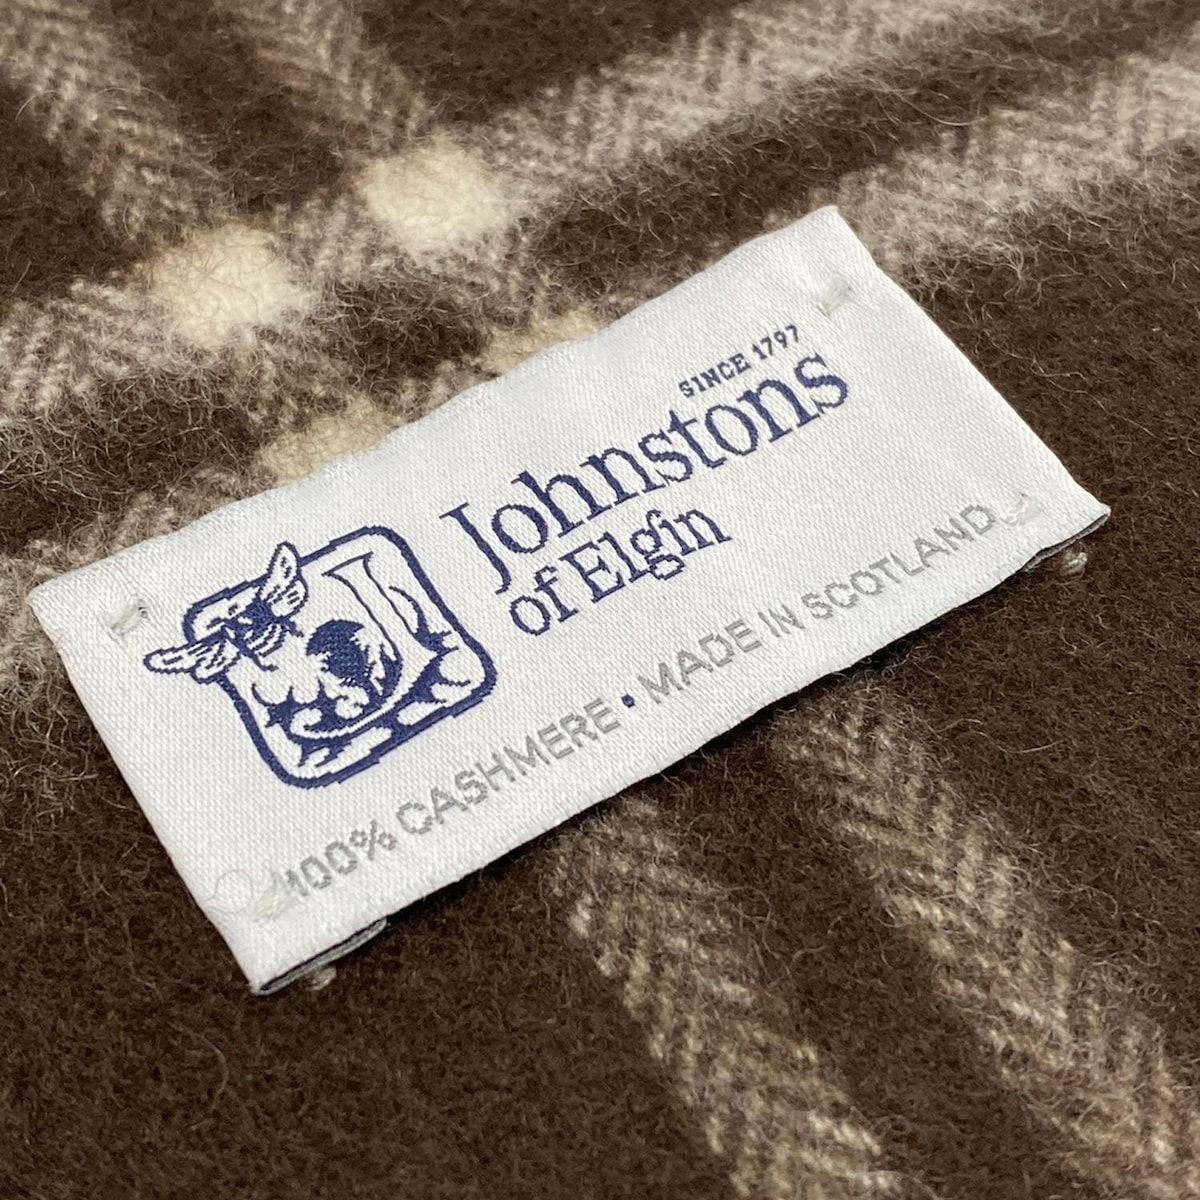 SINCE 1797
Johnstons
of Elgin
100% CASHMERE • MADE IN SCOTLAND